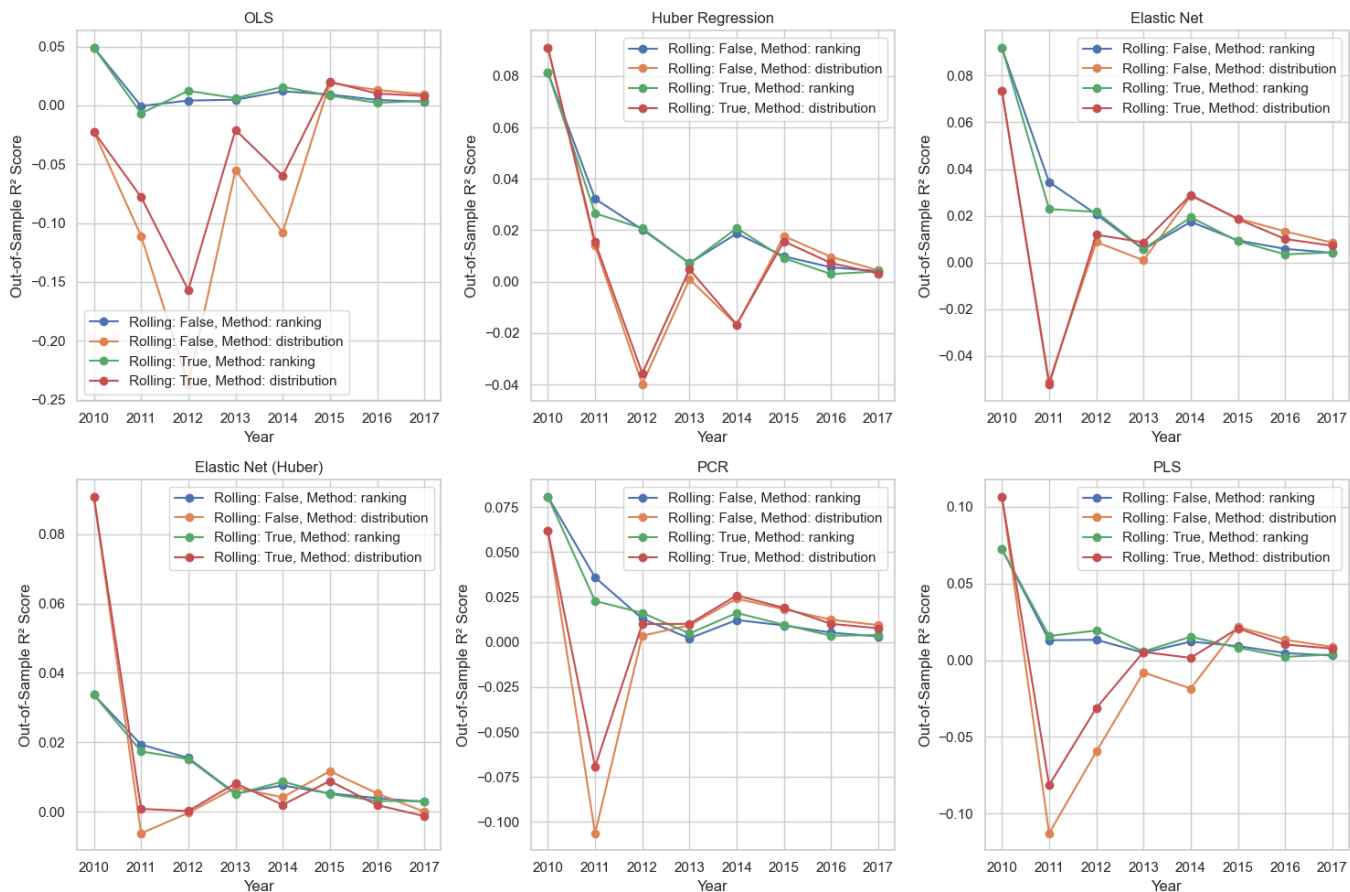 OLS
Out-of-Sample R² Score
0.05
0.00
−0.05
−0.10
−0.15
−0.20
−0.25
Rolling: False, Method: ranking
Rolling: False, Method: distribution
Rolling: True, Method: ranking
Rolling: True, Method: distribution
2010 2011 2012 2013 2014 2015 2016 2017
Year
Huber Regression
Out-of-Sample R² Score
0.08
0.06
0.04
0.02
0.00
−0.02
−0.04
Rolling: False, Method: ranking
Rolling: False, Method: distribution
Rolling: True, Method: ranking
Rolling: True, Method: distribution
2010 2011 2012 2013 2014 2015 2016 2017
Year
Elastic Net
Out-of-Sample R² Score
0.08
0.06
0.04
0.02
0.00
−0.02
−0.04
Rolling: False, Method: ranking
Rolling: False, Method: distribution
Rolling: True, Method: ranking
Rolling: True, Method: distribution
2010 2011 2012 2013 2014 2015 2016 2017
Year
Elastic Net (Huber)
Out-of-Sample R² Score
0.08
0.06
0.04
0.02
0.00
Rolling: False, Method: ranking
Rolling: False, Method: distribution
Rolling: True, Method: ranking
Rolling: True, Method: distribution
2010 2011 2012 2013 2014 2015 2016 2017
Year
PCR
Out-of-Sample R² Score
0.075
0.050
0.025
0.000
−0.025
−0.050
−0.075
−0.100
Rolling: False, Method: ranking
Rolling: False, Method: distribution
Rolling: True, Method: ranking
Rolling: True, Method: distribution
2010 2011 2012 2013 2014 2015 2016 2017
Year
PLS
Out-of-Sample R² Score
0.10
0.05
0.00
−0.05
−0.10
Rolling: False, Method: ranking
Rolling: False, Method: distribution
Rolling: True, Method: ranking
Rolling: True, Method: distribution
2010 2011 2012 2013 2014 2015 2016 2017
Year